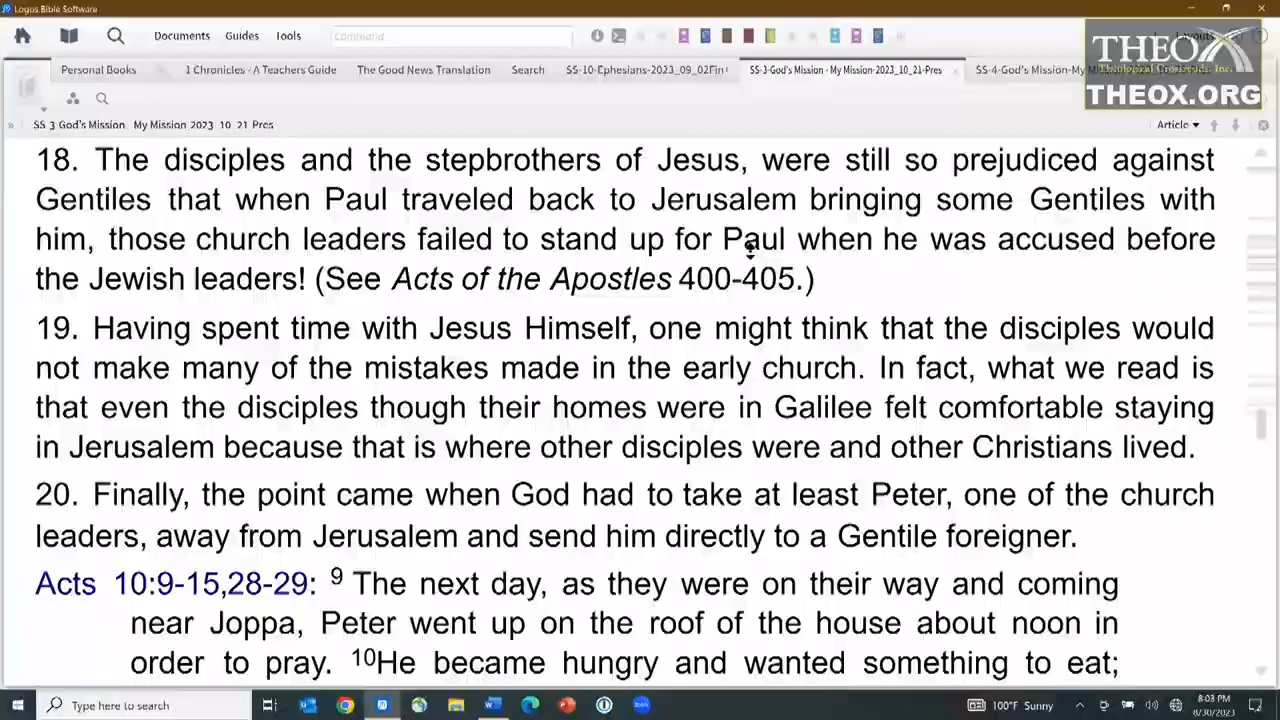 Logos Bible Software
Documents Guides Tools Command
THEOX
Theological Crossroads, Inc.
THEOX.ORG
Personal Books 1 Chronicles - A Teachers Guide The Good News Translation Search SS-10-Ephesians-2023_09_02Fin SS-3-God's Mission - My Mission-2023_10_21-Pres SS-4-God's Mission-My M
SS 3 God's Mission My Mission 2023 10 21 Pres Article
18. The disciples and the stepbrothers of Jesus, were still so prejudiced against
Gentiles that when Paul traveled back to Jerusalem bringing some Gentiles with
him, those church leaders failed to stand up for Paul when he was accused before
the Jewish leaders! (See Acts of the Apostles 400-405.)
19. Having spent time with Jesus Himself, one might think that the disciples would
not make many of the mistakes made in the early church. In fact, what we read is
that even the disciples though their homes were in Galilee felt comfortable staying
in Jerusalem because that is where other disciples were and other Christians lived.
20. Finally, the point came when God had to take at least Peter, one of the church
leaders, away from Jerusalem and send him directly to a Gentile foreigner.
Acts 10:9-15,28-29: 9 The next day, as they were on their way and coming
near Joppa, Peter went up on the roof of the house about noon in
order to pray. 10He became hungry and wanted something to eat;
Type here to search 100°F Sunny 8:03 PM
8/30/2023